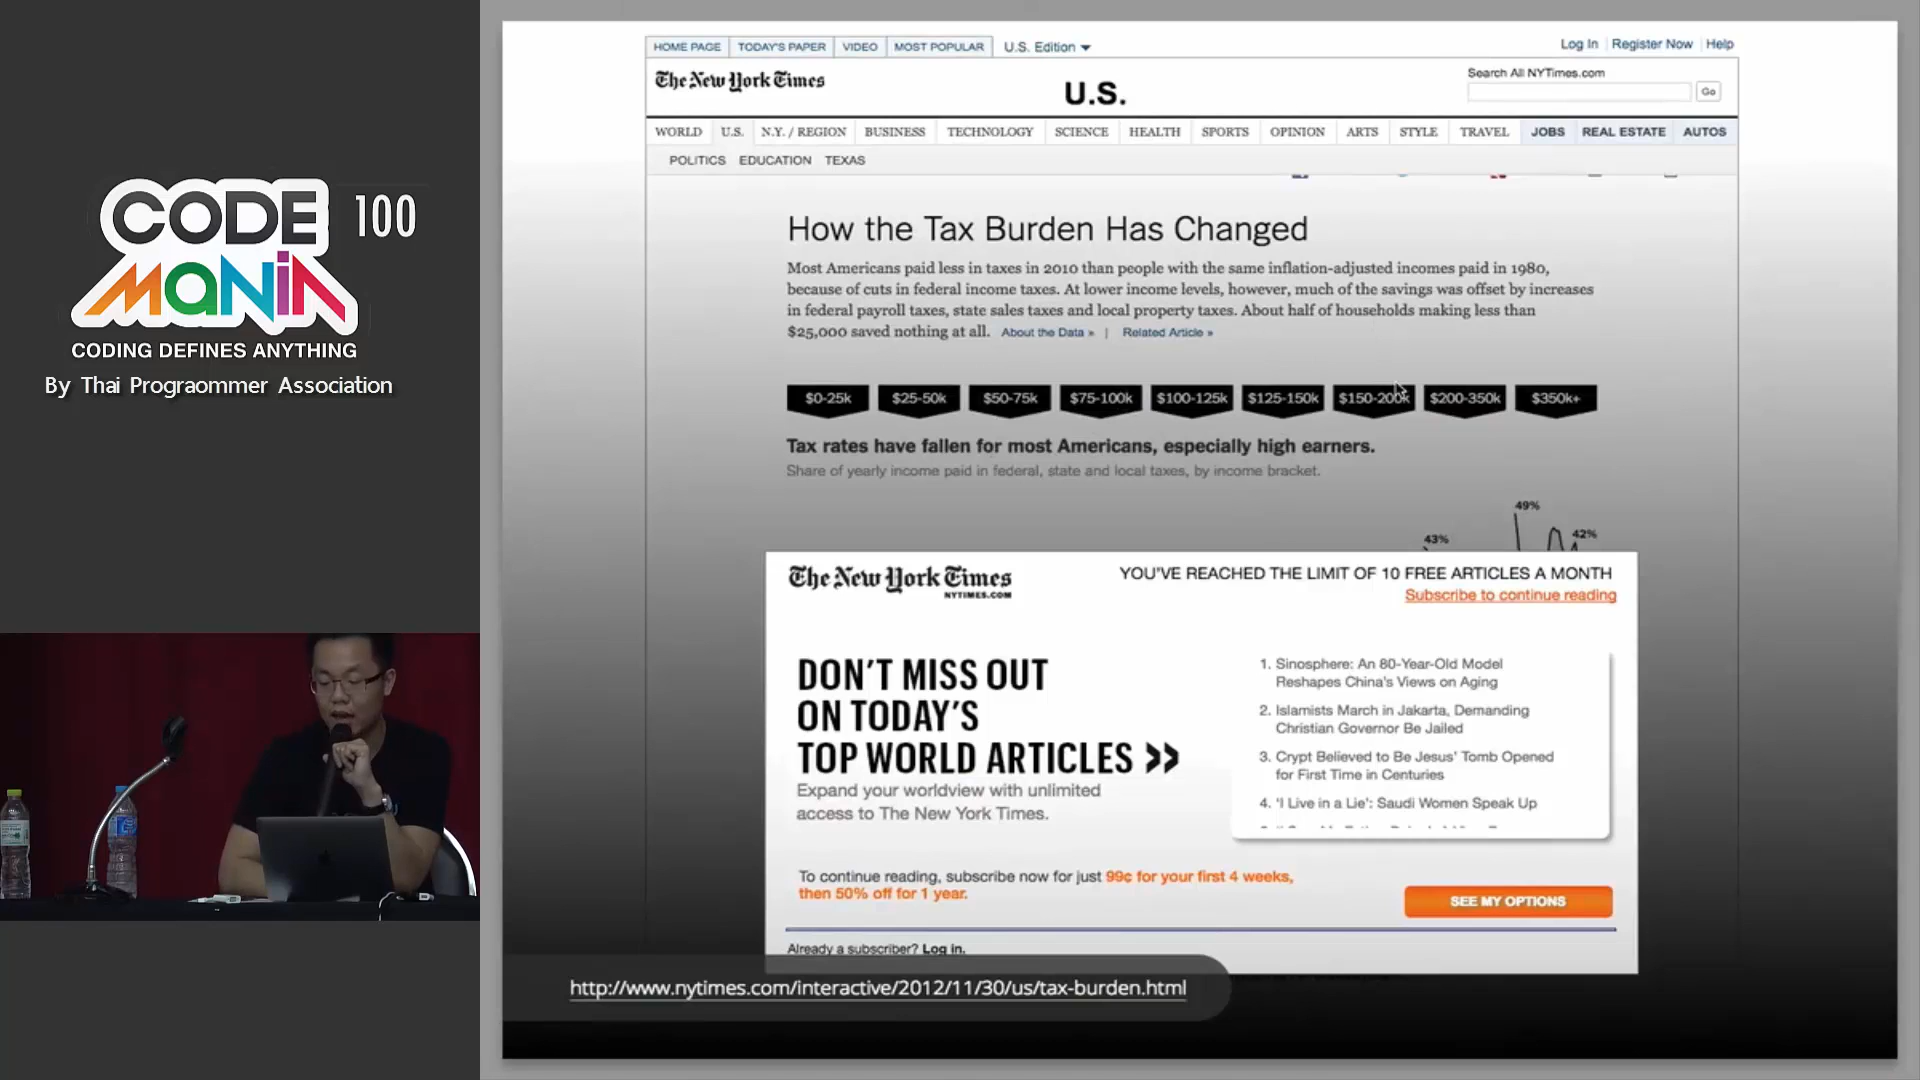 CODE 100
MANiA
CODING DEFINES ANYTHING
By Thai Prograommer Association
HOME PAGE TODAY'S PAPER VIDEO MOST POPULAR U.S. Edition
Log In Register Now Help
The New York Times
U.S.
Search All NYTimes.com
Go
WORLD U.S. N.Y. / REGION BUSINESS TECHNOLOGY SCIENCE HEALTH SPORTS OPINION ARTS STYLE TRAVEL JOBS REAL ESTATE AUTOS
POLITICS EDUCATION TEXAS
How the Tax Burden Has Changed
Most Americans paid less in taxes in 2010 than people with the same inflation-adjusted incomes paid in 1980,
because of cuts in federal income taxes. At lower income levels, however, much of the savings was offset by increases
in federal payroll taxes, state sales taxes and local property taxes. About half of households making less than
$25,000 saved nothing at all. About the Data » | Related Article »
$0-25k $25-50k $50-75k $75-100k $100-125k $125-150k $150-200k $200-350k $350k+
Tax rates have fallen for most Americans, especially high earners.
Share of yearly income paid in federal, state and local taxes, by income bracket.
49%
43% 42%
The New York Times
NYTIMES.COM
YOU'VE REACHED THE LIMIT OF 10 FREE ARTICLES A MONTH
Subscribe to continue reading
DON'T MISS OUT
ON TODAY'S
TOP WORLD ARTICLES >>
Expand your worldview with unlimited
access to The New York Times.
1. Sinosphere: An 80-Year-Old Model
Reshapes China's Views on Aging
2. Islamists March in Jakarta, Demanding
Christian Governor Be Jailed
3. Crypt Believed to Be Jesus' Tomb Opened
for First Time in Centuries
4. 'I Live in a Lie': Saudi Women Speak Up
To continue reading, subscribe now for just 99¢ for your first 4 weeks,
then 50% off for 1 year.
SEE MY OPTIONS
Already a subscriber? Log in.
http://www.nytimes.com/interactive/2012/11/30/us/tax-burden.html